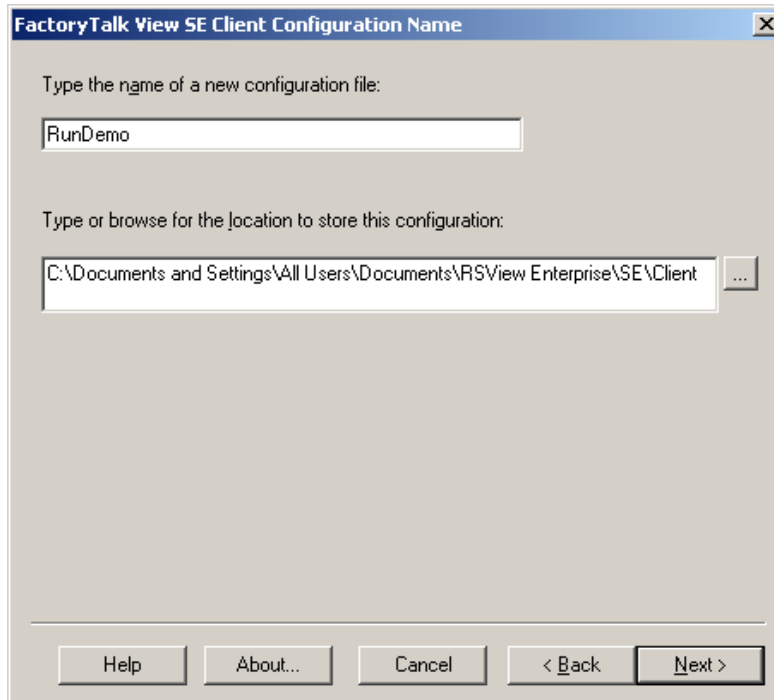 FactoryTalk View SE Client Configuration Name
Type the name of a new configuration file:
RunDemo
Type or browse for the location to store this configuration:
C:\Documents and Settings\All Users\Documents\RSView Enterprise\SE\Client
...
Help About... Cancel < Back Next >